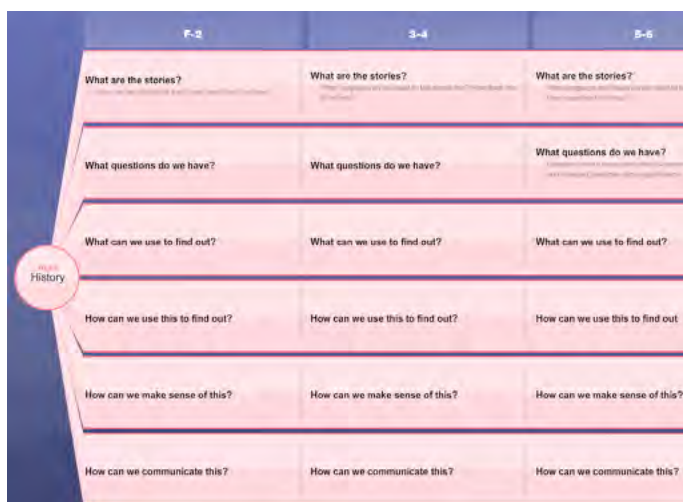 F-2 3-4 5-6
What are the stories? What are the stories? What are the stories?
What questions do we have? What questions do we have? What questions do we have?
What can we use to find out? What can we use to find out? What can we use to find out?
History
How can we use this to find out? How can we use this to find out? How can we use this to find out
How can we make sense of this? How can we make sense of this? How can we make sense of this?
How can we communicate this? How can we communicate this? How can we communicate this?